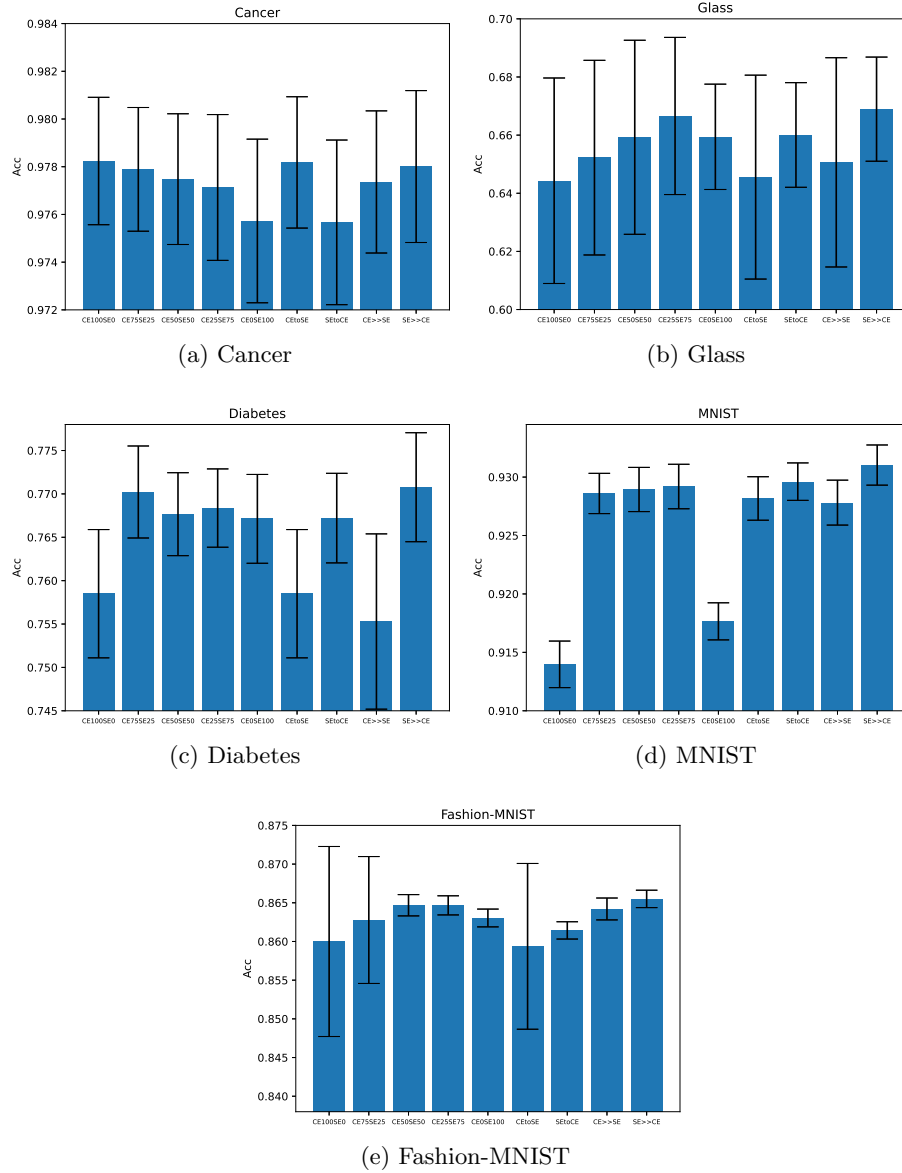 Cancer
0.984
0.982
0.980
0.978
0.976
0.974
0.972
Acc
CE100SE0 CE75SE25 CE50SE50 CE25SE75 CE0SE100 CEtoSE SEtoCE CE>>SE SE>>CE
(a) Cancer
Glass
0.70
0.68
0.66
0.64
0.62
0.60
Acc
CE100SE0 CE75SE25 CE50SE50 CE25SE75 CE0SE100 CEtoSE SEtoCE CE>>SE SE>>CE
(b) Glass
Diabetes
0.775
0.770
0.765
0.760
0.755
0.750
0.745
Acc
CE100SE0 CE75SE25 CE50SE50 CE25SE75 CE0SE100 CEtoSE SEtoCE CE>>SE SE>>CE
(c) Diabetes
MNIST
0.930
0.925
0.920
0.915
0.910
Acc
CE100SE0 CE75SE25 CE50SE50 CE25SE75 CE0SE100 CEtoSE SEtoCE CE>>SE SE>>CE
(d) MNIST
Fashion-MNIST
0.875
0.870
0.865
0.860
0.855
0.850
0.845
0.840
Acc
CE100SE0 CE75SE25 CE50SE50 CE25SE75 CE0SE100 CEtoSE SEtoCE CE>>SE SE>>CE
(e) Fashion-MNIST